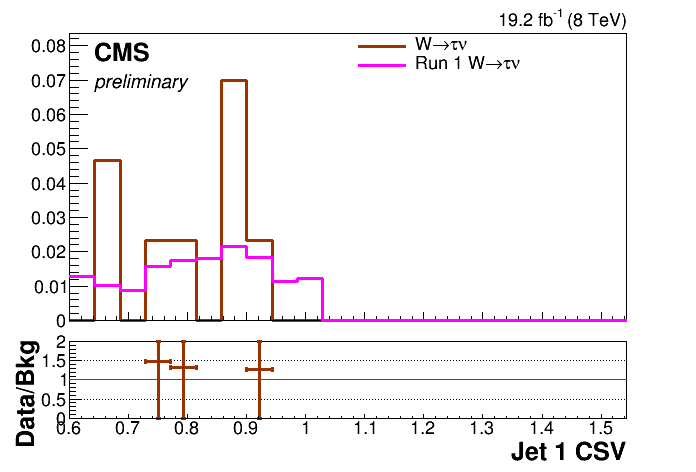 19.2 fb⁻¹ (8 TeV)
CMS
preliminary
W→τν
Run 1 W→τν
0.08
0.07
0.06
0.05
0.04
0.03
0.02
0.01
0
Data/Bkg
2
1.5
1
0.5
0
0.6 0.7 0.8 0.9 1 1.1 1.2 1.3 1.4 1.5
Jet 1 CSV